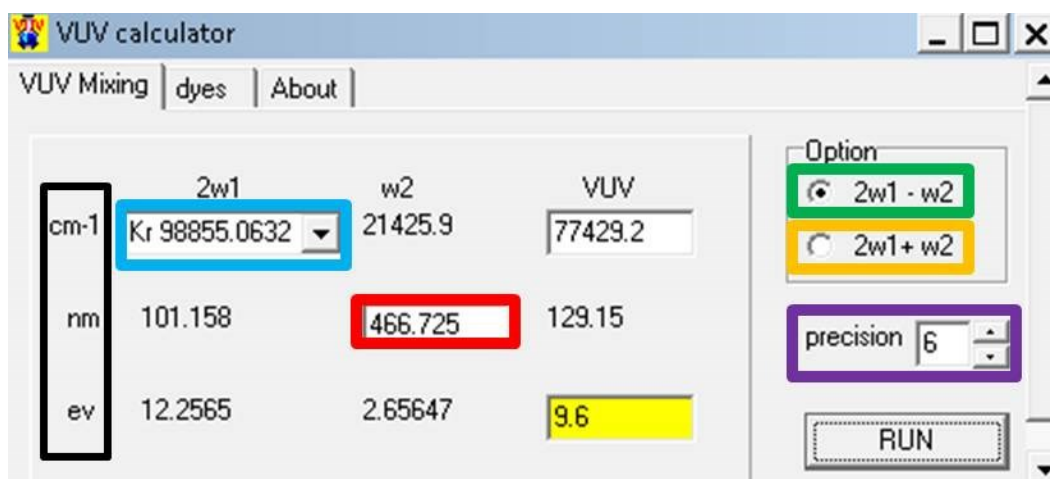 VUV calculator
VUV Mixing dyes About
2w1 w2 VUV
cm-1 Kr 98855.0632 21425.9 77429.2
nm 101.158 466.725 129.15
ev 12.2565 2.65647 9.6
Option
2w1 - w2
2w1+ w2
precision 6
RUN